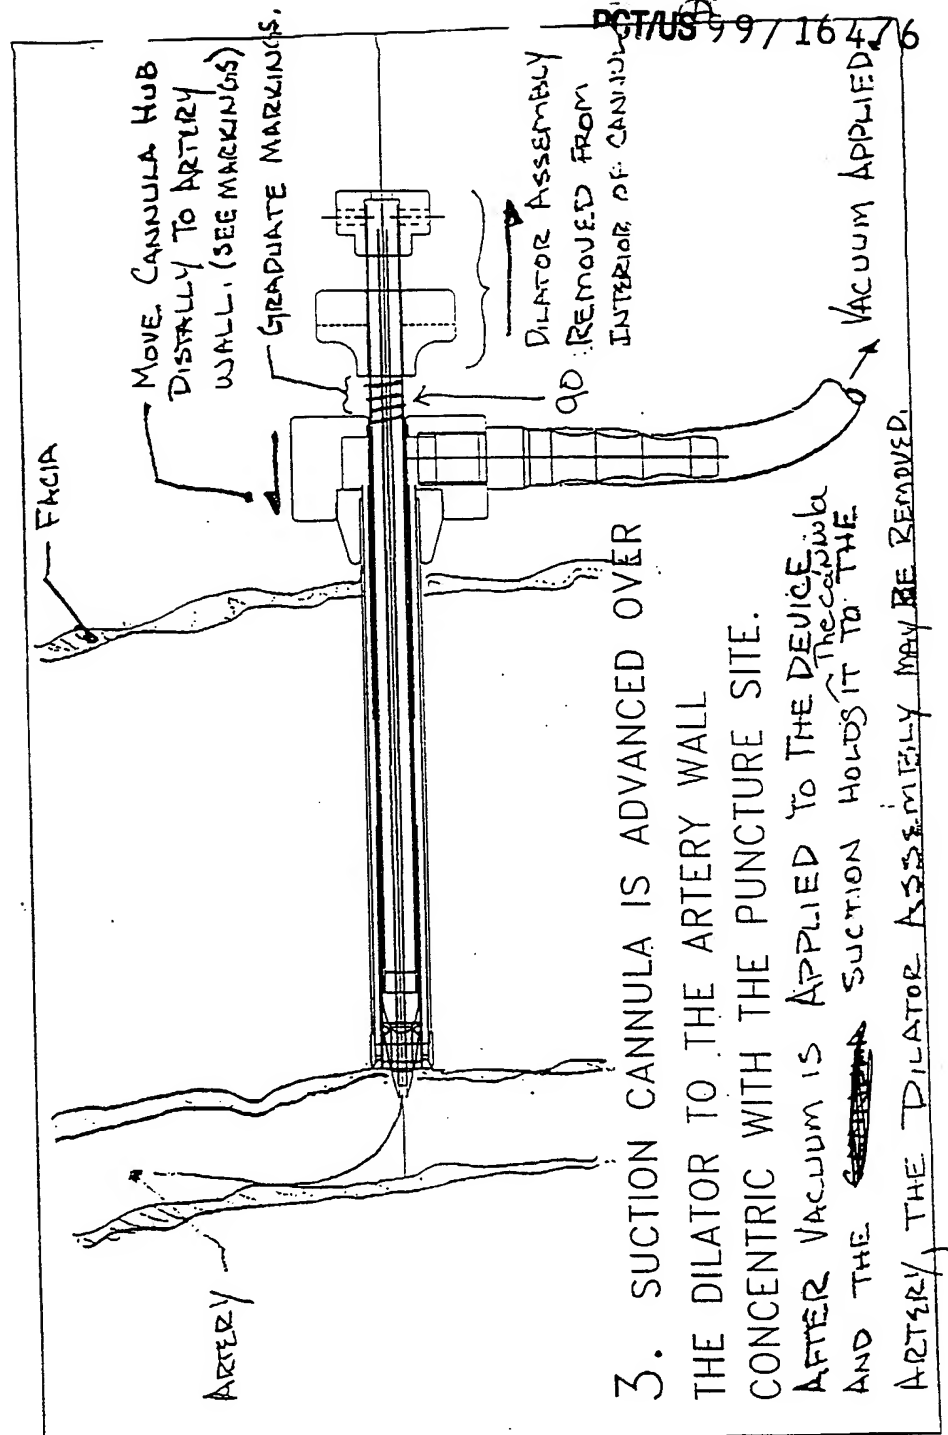 PCT/US 99/16476
MOVE CANNULA HUB
DISTALLY TO ARTERY
WALL. (SEE MARKINGS)
GRADUATE MARKINGS.
FACIA
DILATOR ASSEMBLY
REMOVED FROM
INTERIOR OF CANNUL
90
VACUUM APPLIED.
ARTERY
3. SUCTION CANNULA IS ADVANCED OVER
THE DILATOR TO THE ARTERY WALL
CONCENTRIC WITH THE PUNCTURE SITE.
AFTER VACUUM IS APPLIED TO THE DEVICE
AND THE SUCTION HOLDS The cannula IT TO THE
ARTERY, THE DILATOR ASSEMBLY MAY BE REMOVED.